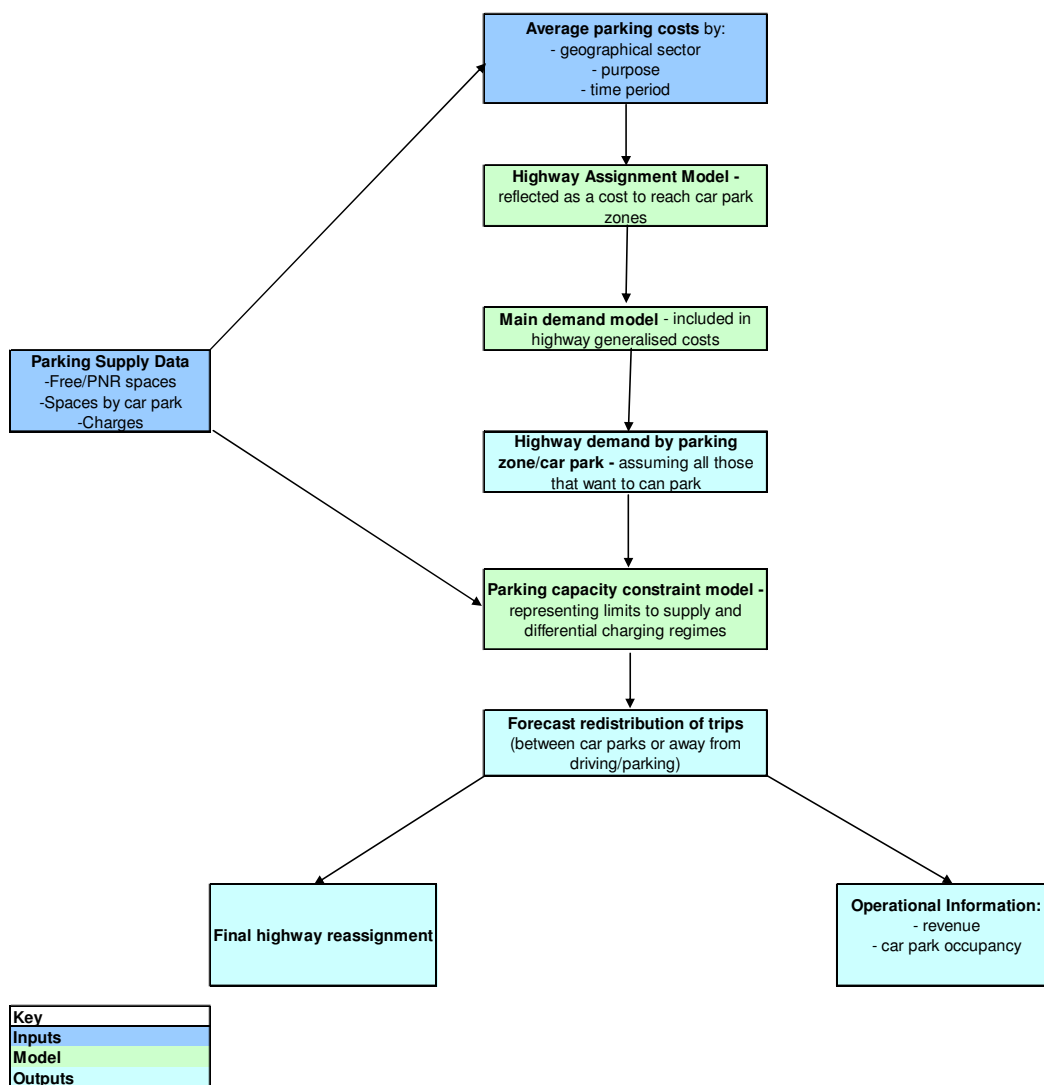 Average parking costs by:
- geographical sector
- purpose
- time period
Highway Assignment Model -
reflected as a cost to reach car park
zones
Main demand model - included in
highway generalised costs
Parking Supply Data
-Free/PNR spaces
-Spaces by car park
-Charges
Highway demand by parking
zone/car park - assuming all those
that want to can park
Parking capacity constraint model -
representing limits to supply and
differential charging regimes
Forecast redistribution of trips
(between car parks or away from
driving/parking)
Final highway reassignment
Operational Information:
- revenue
- car park occupancy
Key
Inputs
Model
Outputs